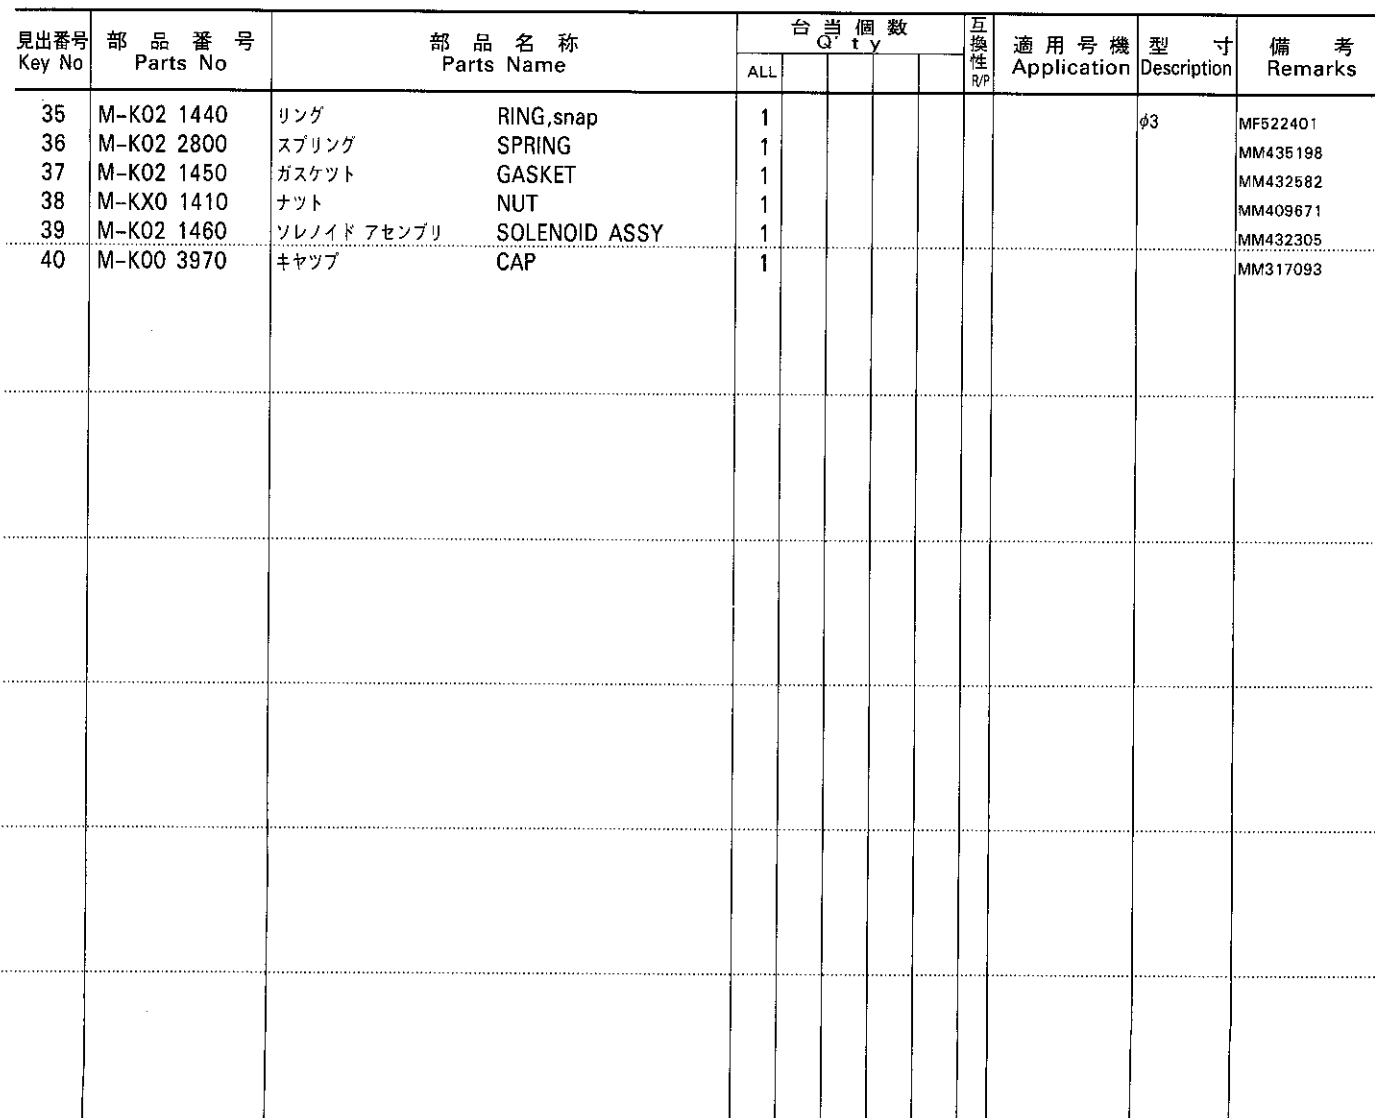 見出番号 部品番号 部品名称 台当個数 互換性 適用号機 型寸 備考
Key No Parts No Parts Name Q'ty R/P Application Description Remarks
ALL
35 M-K02 1440 リング RING,snap 1 φ3 MF522401
36 M-K02 2800 スプリング SPRING 1 MM435198
37 M-K02 1450 ガスケツト GASKET 1 MM432582
38 M-KX0 1410 ナツト NUT 1 MM409671
39 M-K02 1460 ソレノイド アセンブリ SOLENOID ASSY 1 MM432305
40 M-K00 3970 キヤツプ CAP 1 MM317093